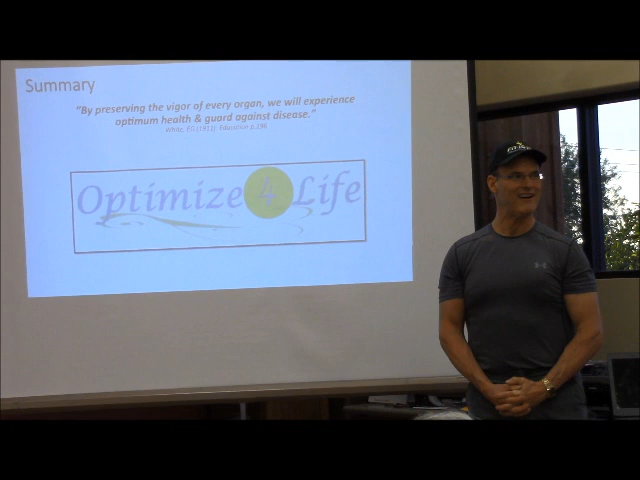 Summary
“By preserving the vigor of every organ, we will experience
optimum health & guard against disease.”
White, EG (1911). Education p.196
Optimize 4 Life